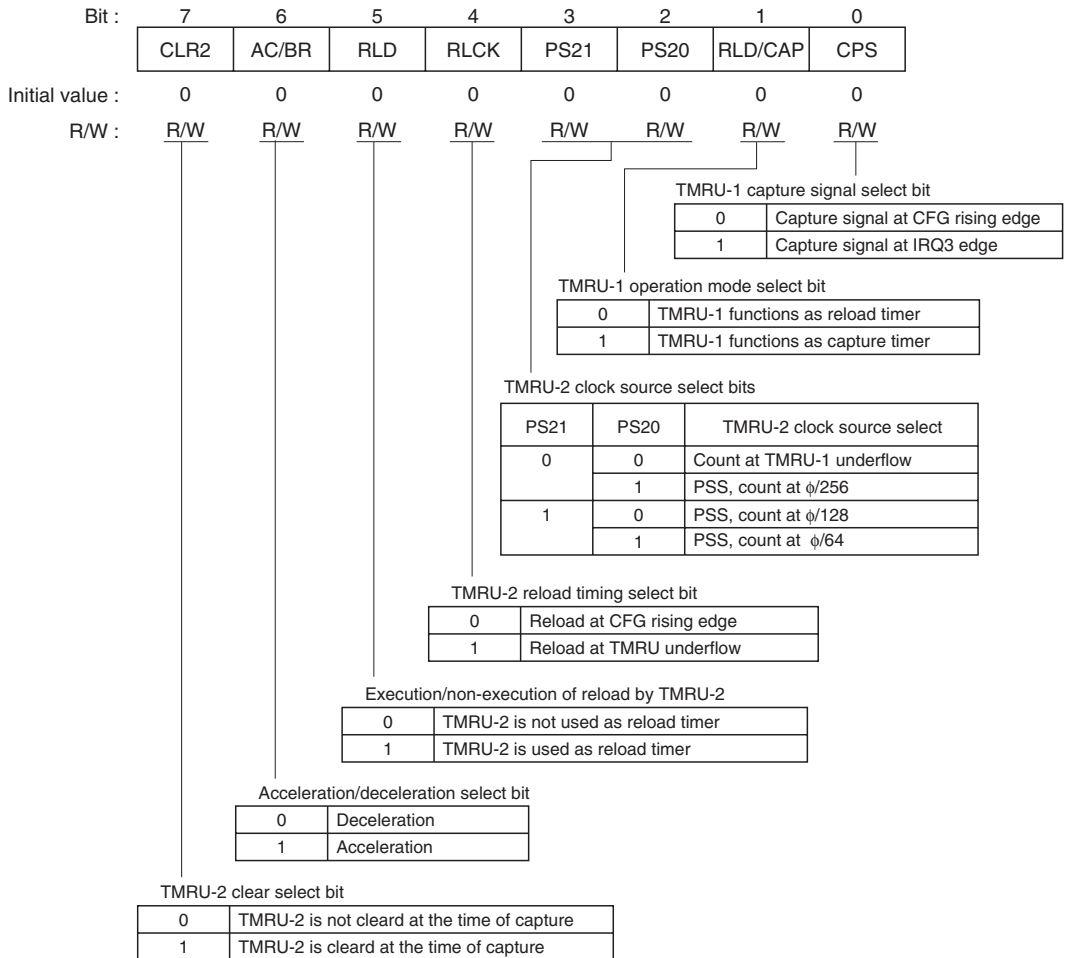 Bit : 7 6 5 4 3 2 1 0
CLR2 AC/BR RLD RLCK PS21 PS20 RLD/CAP CPS
Initial value : 0 0 0 0 0 0 0 0
R/W : R/W R/W R/W R/W R/W R/W R/W R/W
TMRU-1 capture signal select bit
0 Capture signal at CFG rising edge
1 Capture signal at IRQ3 edge
TMRU-1 operation mode select bit
0 TMRU-1 functions as reload timer
1 TMRU-1 functions as capture timer
TMRU-2 clock source select bits
PS21 PS20 TMRU-2 clock source select
0 0 Count at TMRU-1 underflow
1 PSS, count at ϕ/256
1 0 PSS, count at ϕ/128
1 PSS, count at ϕ/64
TMRU-2 reload timing select bit
0 Reload at CFG rising edge
1 Reload at TMRU underflow
Execution/non-execution of reload by TMRU-2
0 TMRU-2 is not used as reload timer
1 TMRU-2 is used as reload timer
Acceleration/deceleration select bit
0 Deceleration
1 Acceleration
TMRU-2 clear select bit
0 TMRU-2 is not cleard at the time of capture
1 TMRU-2 is cleard at the time of capture